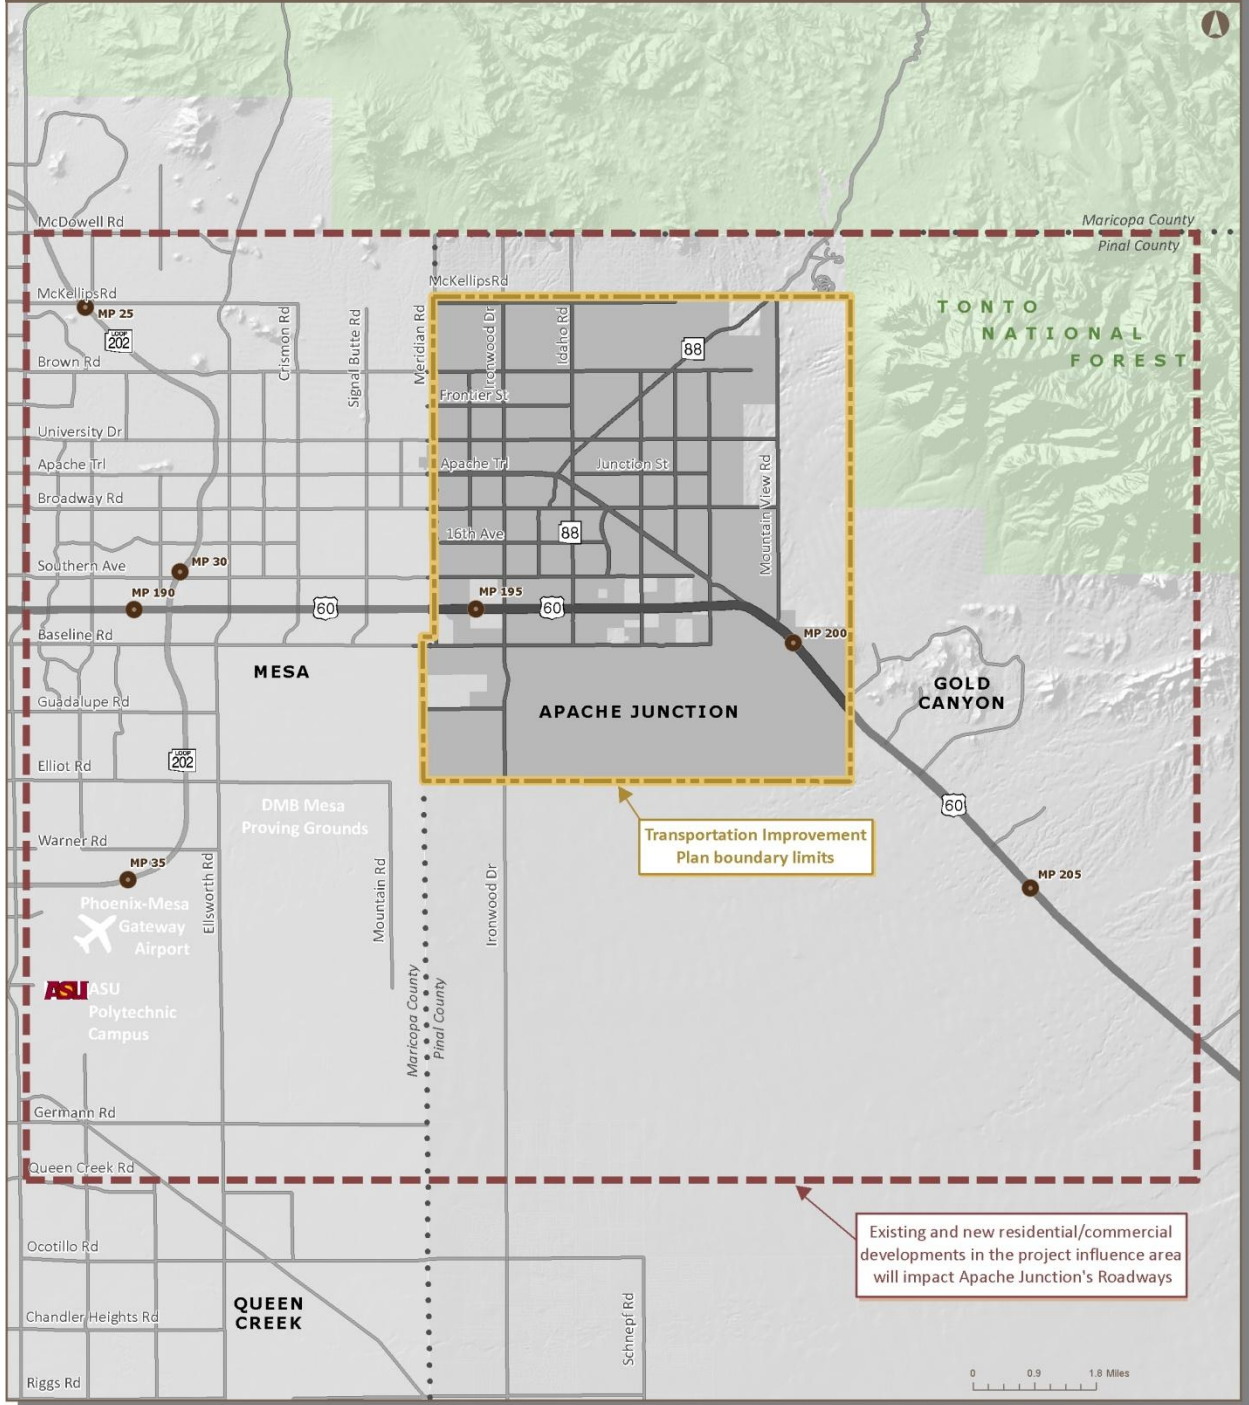 McDowell Rd
Maricopa County
Pinal County
McKellips Rd
McKellipsRd
MP 25
LOOP
202
Brown Rd
Crismon Rd
Signal Butte Rd
Meridian Rd
Ironwood Dr
Idaho Rd
88
TONTO
NATIONAL
FOREST
Frontier St
University Dr
Apache Trl
Apache Trl
Junction St
Broadway Rd
16th Ave
88
Mountain View Rd
Southern Ave
MP 30
MP 190
60
MP 195
60
Baseline Rd
MP 200
MESA
GOLD
CANYON
Guadalupe Rd
APACHE JUNCTION
LOOP
202
Elliot Rd
DMB Mesa
Proving Grounds
60
Transportation Improvement
Plan boundary limits
Warner Rd
MP 35
Ellsworth Rd
Mountain Rd
Ironwood Dr
MP 205
Phoenix-Mesa
Gateway
Airport
ASU
ASU
Polytechnic
Campus
Maricopa County
Pinal County
Germann Rd
Queen Creek Rd
Existing and new residential/commercial
developments in the project influence area
will impact Apache Junction's Roadways
Ocotillo Rd
QUEEN
CREEK
Chandler Heights Rd
Schnepf Rd
Riggs Rd
0 0.9 1.8 Miles